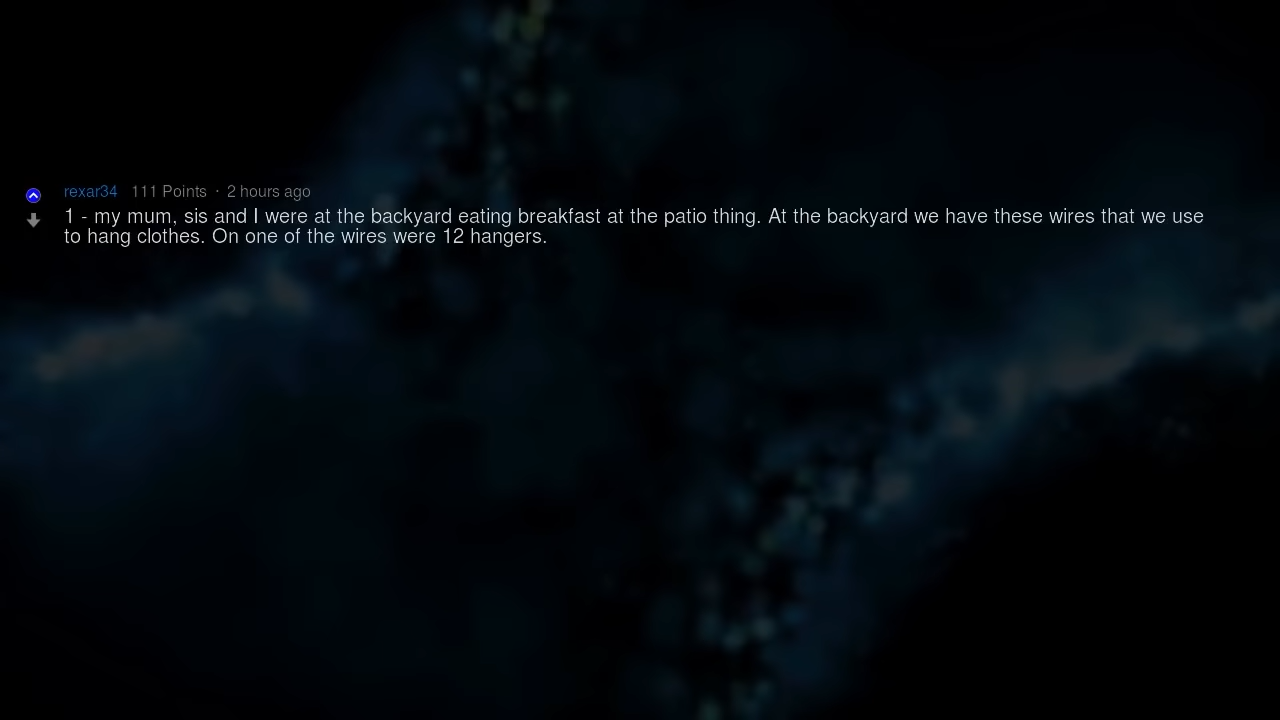 rexar34 111 Points · 2 hours ago
1 - my mum, sis and I were at the backyard eating breakfast at the patio thing. At the backyard we have these wires that we use
to hang clothes. On one of the wires were 12 hangers.